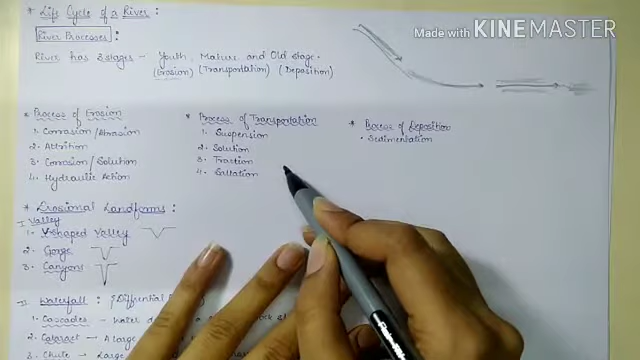 Made with KINEMASTER
* Life Cycle of a River :
River Processes :
River has 3 stages - Youth, Mature and Old stage.
(Erosion) (Transportation) (Deposition)
* Process of Erosion
1. Corrasion/Abrasion
2. Attrition
3. Corrosion/Solution
4. Hydraulic Action
* Process of Transportation
1. Suspension
2. Solution
3. Traction
4. Saltation
* Process of Deposition
• Sedimentation
* Erosional Landforms :
I Valley
1. V shaped Valley
2. Gorge
3. Canyons
II Waterfall : (Differential
1. Cascades - Water
2. Cataract - A large
3. Chute - Large